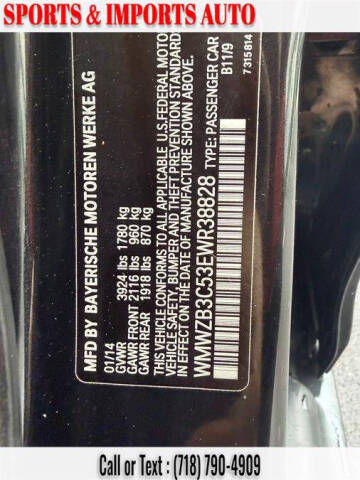 SPORTS & IMPORTS AUTO
MFD BY BAYERISCHE MOTOREN WERKE AG
01/14
GVWR 3924 lbs 1780 kg
GAWR FRONT 2116 lbs 960 kg
GAWR REAR 1918 lbs 870 kg
THIS VEHICLE CONFORMS TO ALL APPLICABLE U.S. FEDERAL MOTOR
VEHICLE SAFETY, BUMPER, AND THEFT PREVENTION STANDARDS
IN EFFECT ON THE DATE OF MANUFACTURE SHOWN ABOVE.
WMWZB3C53EWR38828 TYPE: PASSENGER CAR
B11/9
7 315 814
Call or Text : (718) 790-4909